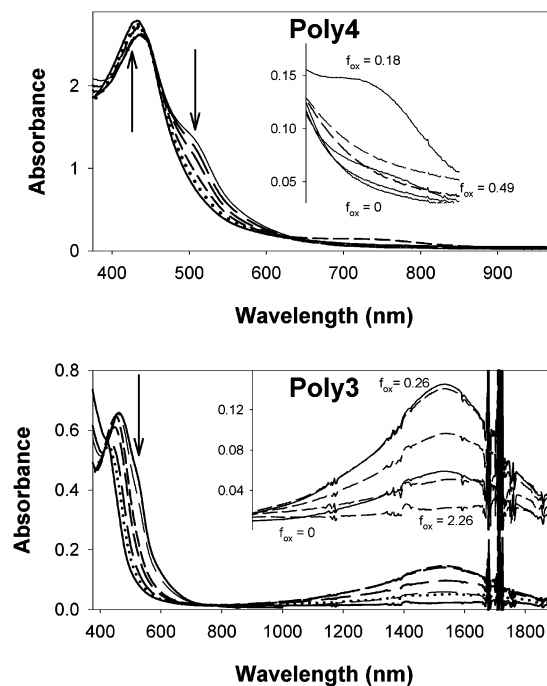 Poly4
f_ox = 0.18
0.15
2
0.10
Absorbance
1
0.05
f_ox = 0.49
f_ox = 0
0
400 500 600 700 800 900
Wavelength (nm)
0.8
Poly3
f_ox = 0.26
0.12
0.6
0.08
Absorbance
0.4
0.04
f_ox = 0
f_ox = 2.26
0.2
0.0
400 600 800 1000 1200 1400 1600 1800
Wavelength (nm)